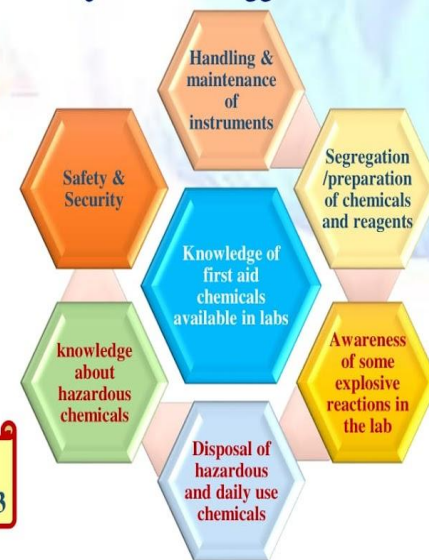 Handling &
maintenance
of
instruments
Segregation
/preparation
of chemicals
and reagents
Safety &
Security
Knowledge of
first aid
chemicals
available in labs
Awareness
of some
explosive
reactions in
the lab
knowledge
about
hazardous
chemicals
Disposal of
hazardous
and daily use
chemicals
3